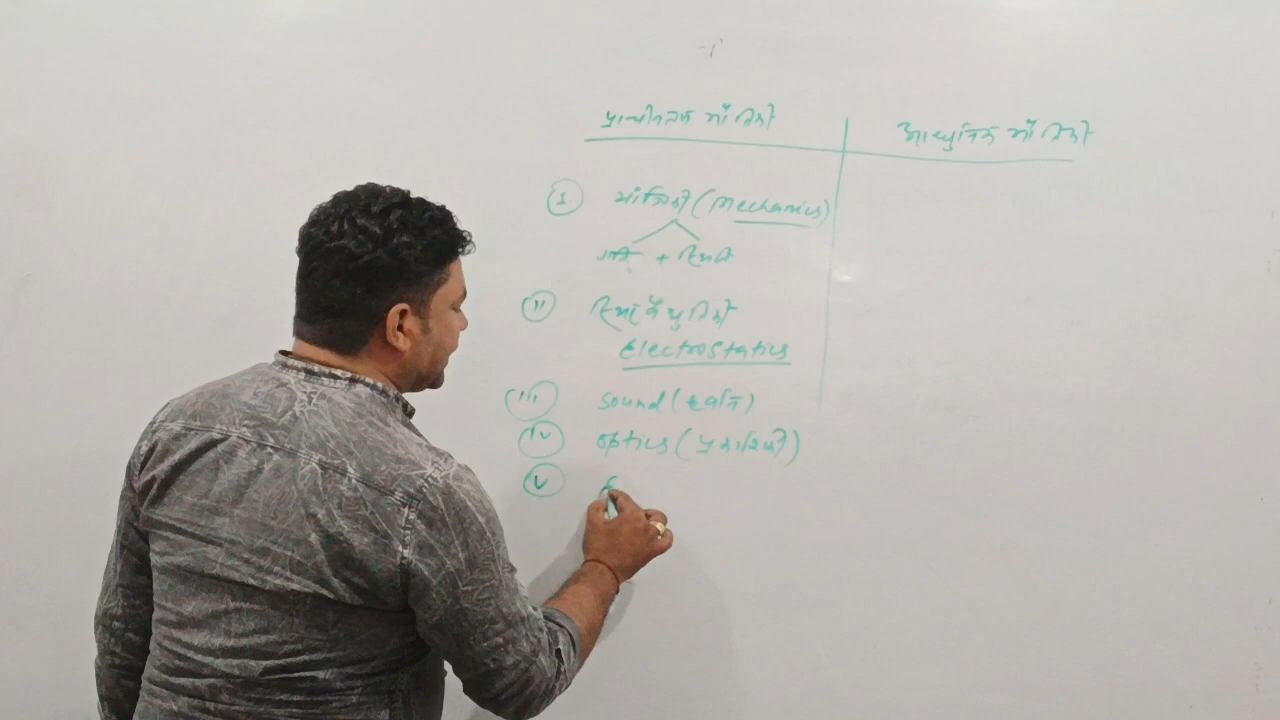 प्राचीनतम भौतिकी
आधुनिक भौतिकी
I यांत्रिकी (Mechanics)
गति + स्थिति
II स्थिर वैद्युतिकी
Electrostatics
III Sound (ध्वनि)
IV Optics (प्रकाशिकी)
V